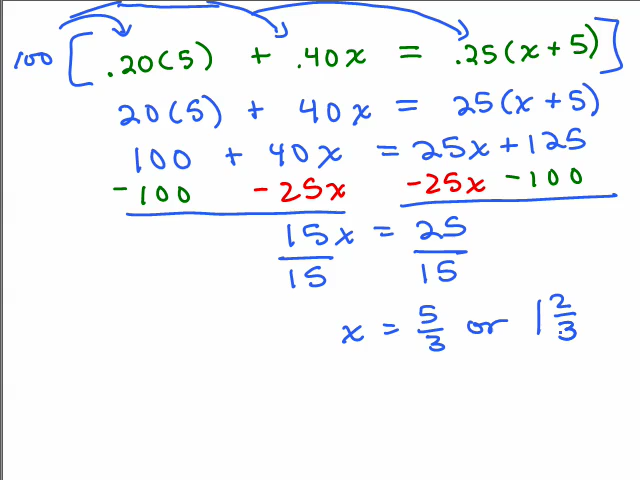 100 [ .20(5) + .40x = .25(x+5) ]
20(5) + 40x = 25(x+5)
100 + 40x = 25x + 125
-100 -25x -25x -100
15x = 25
15 15
x = 5/3 or 1 2/3